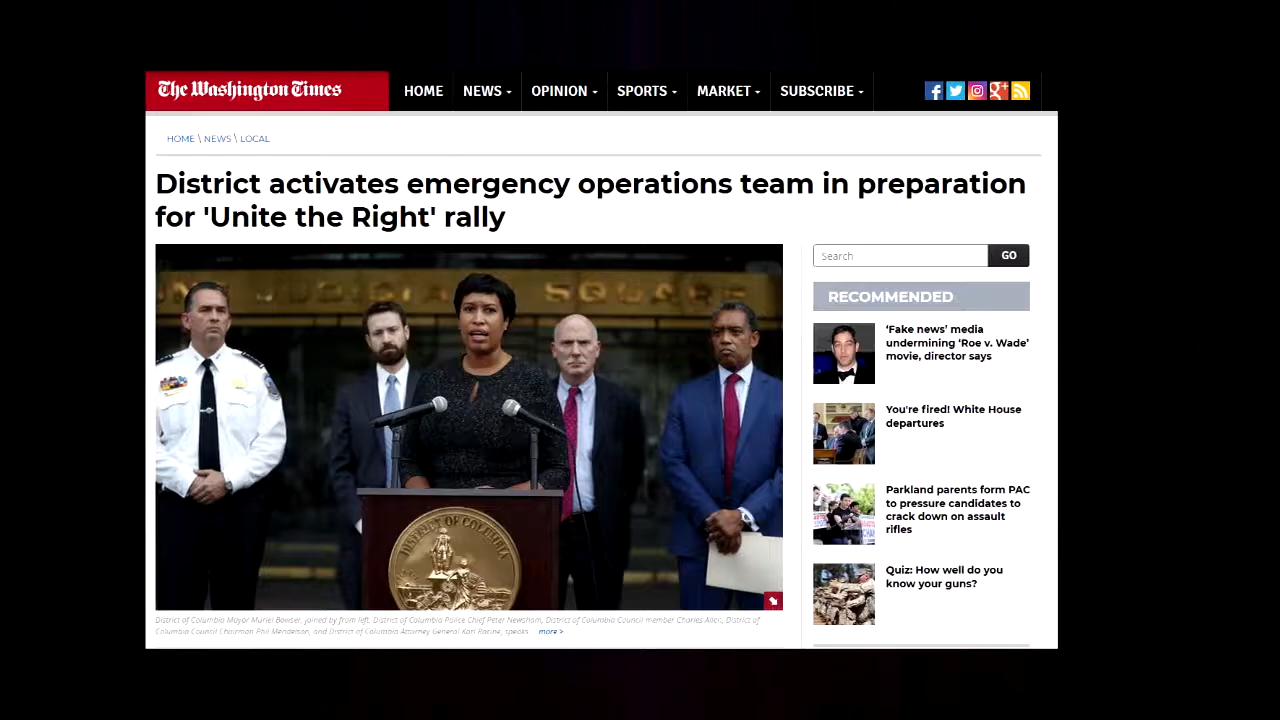 The Washington Times
HOME NEWS OPINION SPORTS MARKET SUBSCRIBE
HOME \ NEWS \ LOCAL
District activates emergency operations team in preparation
for 'Unite the Right' rally
Search GO
RECOMMENDED
'Fake news' media
undermining 'Roe v. Wade'
movie, director says
You're fired! White House
departures
Parkland parents form PAC
to pressure candidates to
crack down on assault
rifles
Quiz: How well do you
know your guns?
JUDICIA SQUARE
DISTRICT OF COLUMBIA
District of Columbia Mayor Muriel Bowser, joined by from left, District of Columbia Police Chief Peter Newsham, District of Columbia Council member Charles Allen, District of
Columbia Council Chairman Phil Mendelson, and District of Columbia Attorney General Karl Racine, speaks more >